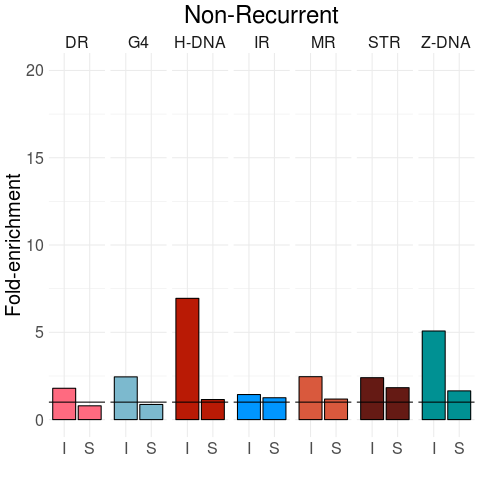 Non-Recurrent
DR G4 H-DNA IR MR STR Z-DNA
Fold-enrichment
20
15
10
5
0
I S I S I S I S I S I S I S